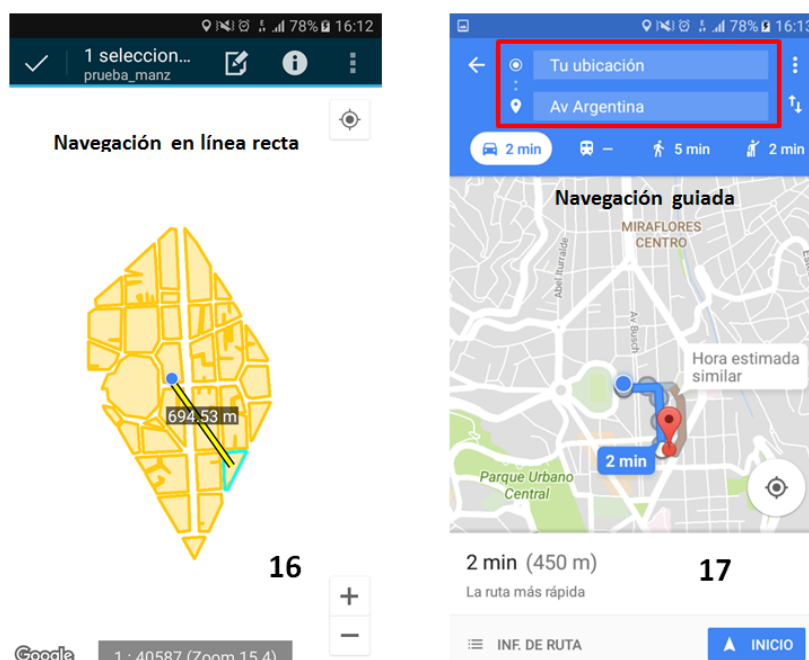 78% 16:12
1 seleccion...
prueba_manz
Navegación en línea recta
694.53 m
16
Google
1 : 40587 (Zoom 15.4)
78% 16:13
Tu ubicación
Av Argentina
2 min
–
5 min
2 min
Navegación guiada
MIRAFLORES
CENTRO
Abel Iturralde
Av Busch
Hora estimada
similar
2 min
Parque Urbano
Central
2 min (450 m)
La ruta más rápida
17
INF. DE RUTA
INICIO